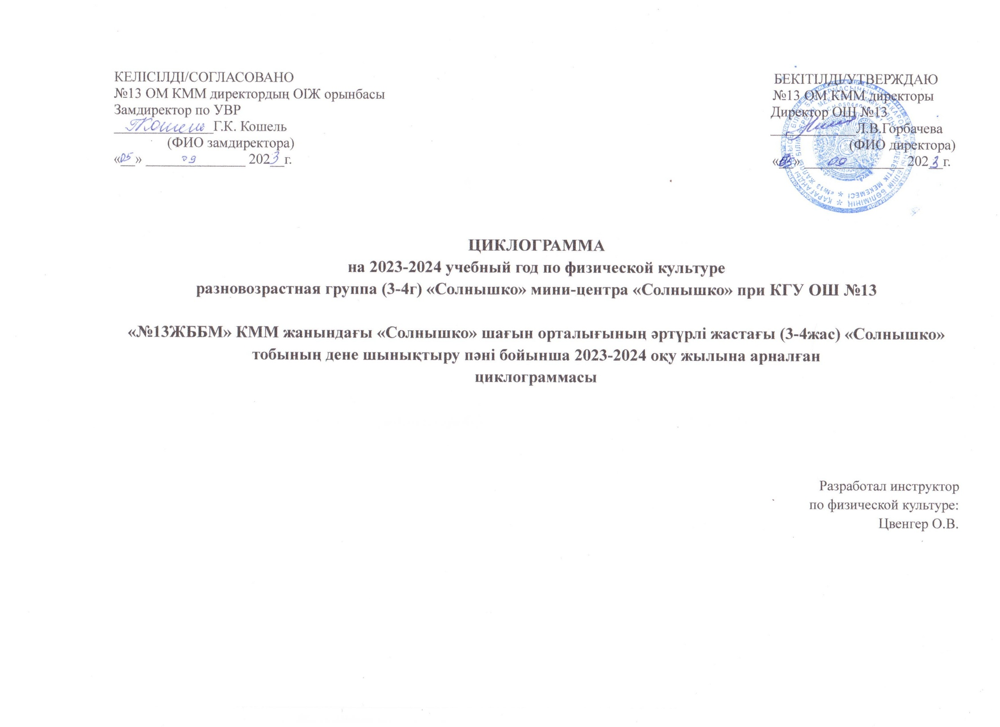 КЕЛІСІЛДІ/СОГЛАСОВАНО
№13 ОМ КММ директордың ОІЖ орынбасы
Замдиректор по УВР
Г.К. Кошель
(ФИО замдиректора)
«05» 09 2023 г.
БЕКІТІЛДІ/УТВЕРЖДАЮ
№13 ОМ КММ директоры
Директор ОШ №13
Л.В.Горбачева
(ФИО директора)
«05» 09 2023 г.
ЦИКЛОГРАММА
на 2023-2024 учебный год по физической культуре
разновозрастная группа (3-4г) «Солнышко» мини-центра «Солнышко» при КГУ ОШ №13
«№13ЖББМ» КММ жанындағы «Солнышко» шағын орталығының әртүрлі жастағы (3-4жас) «Солнышко»
тобының дене шынықтыру пәні бойынша 2023-2024 оқу жылына арналған
циклограммасы
Разработал инструктор
по физической культуре:
Цвенгер О.В.